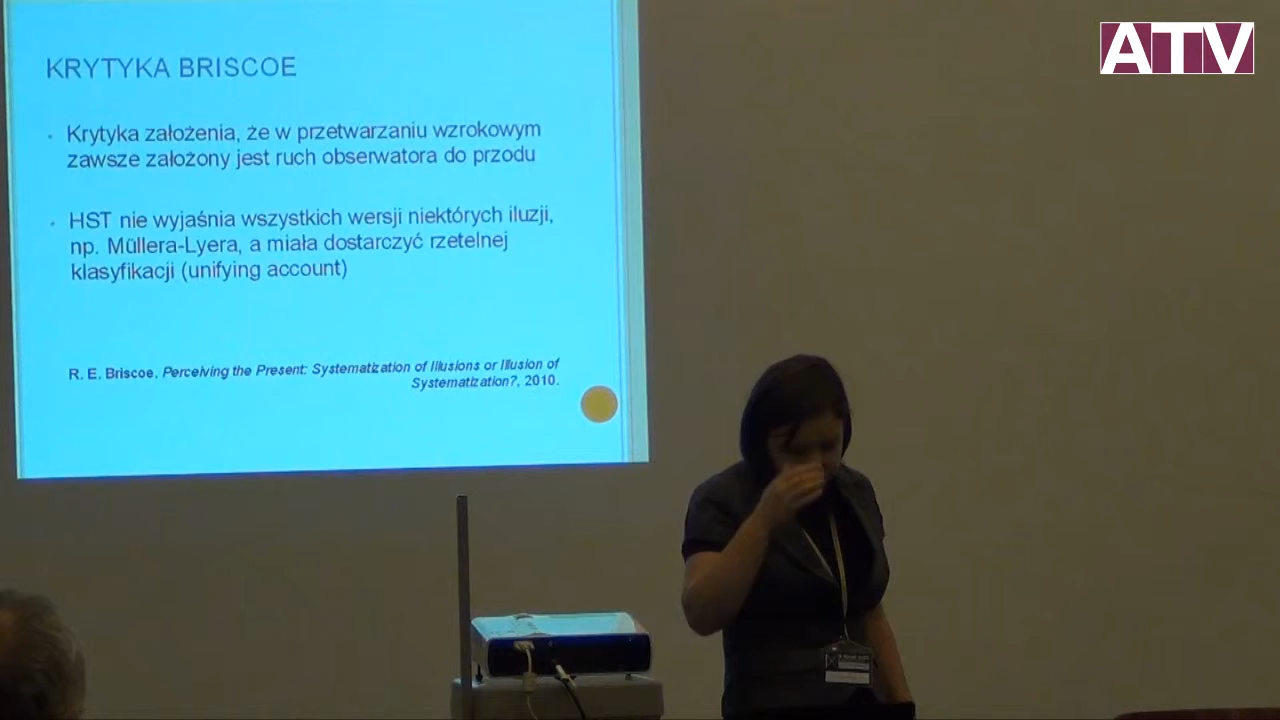 ATV
KRYTYKA BRISCOE
Krytyka założenia, że w przetwarzaniu wzrokowym
zawsze założony jest ruch obserwatora do przodu
HST nie wyjaśnia wszystkich wersji niektórych iluzji,
np. Müllera-Lyera, a miała dostarczyć rzetelnej
klasyfikacji (unifying account)
R. E. Briscoe, Perceiving the Present: Systematization of Illusions or Illusion of
Systematization?, 2010.